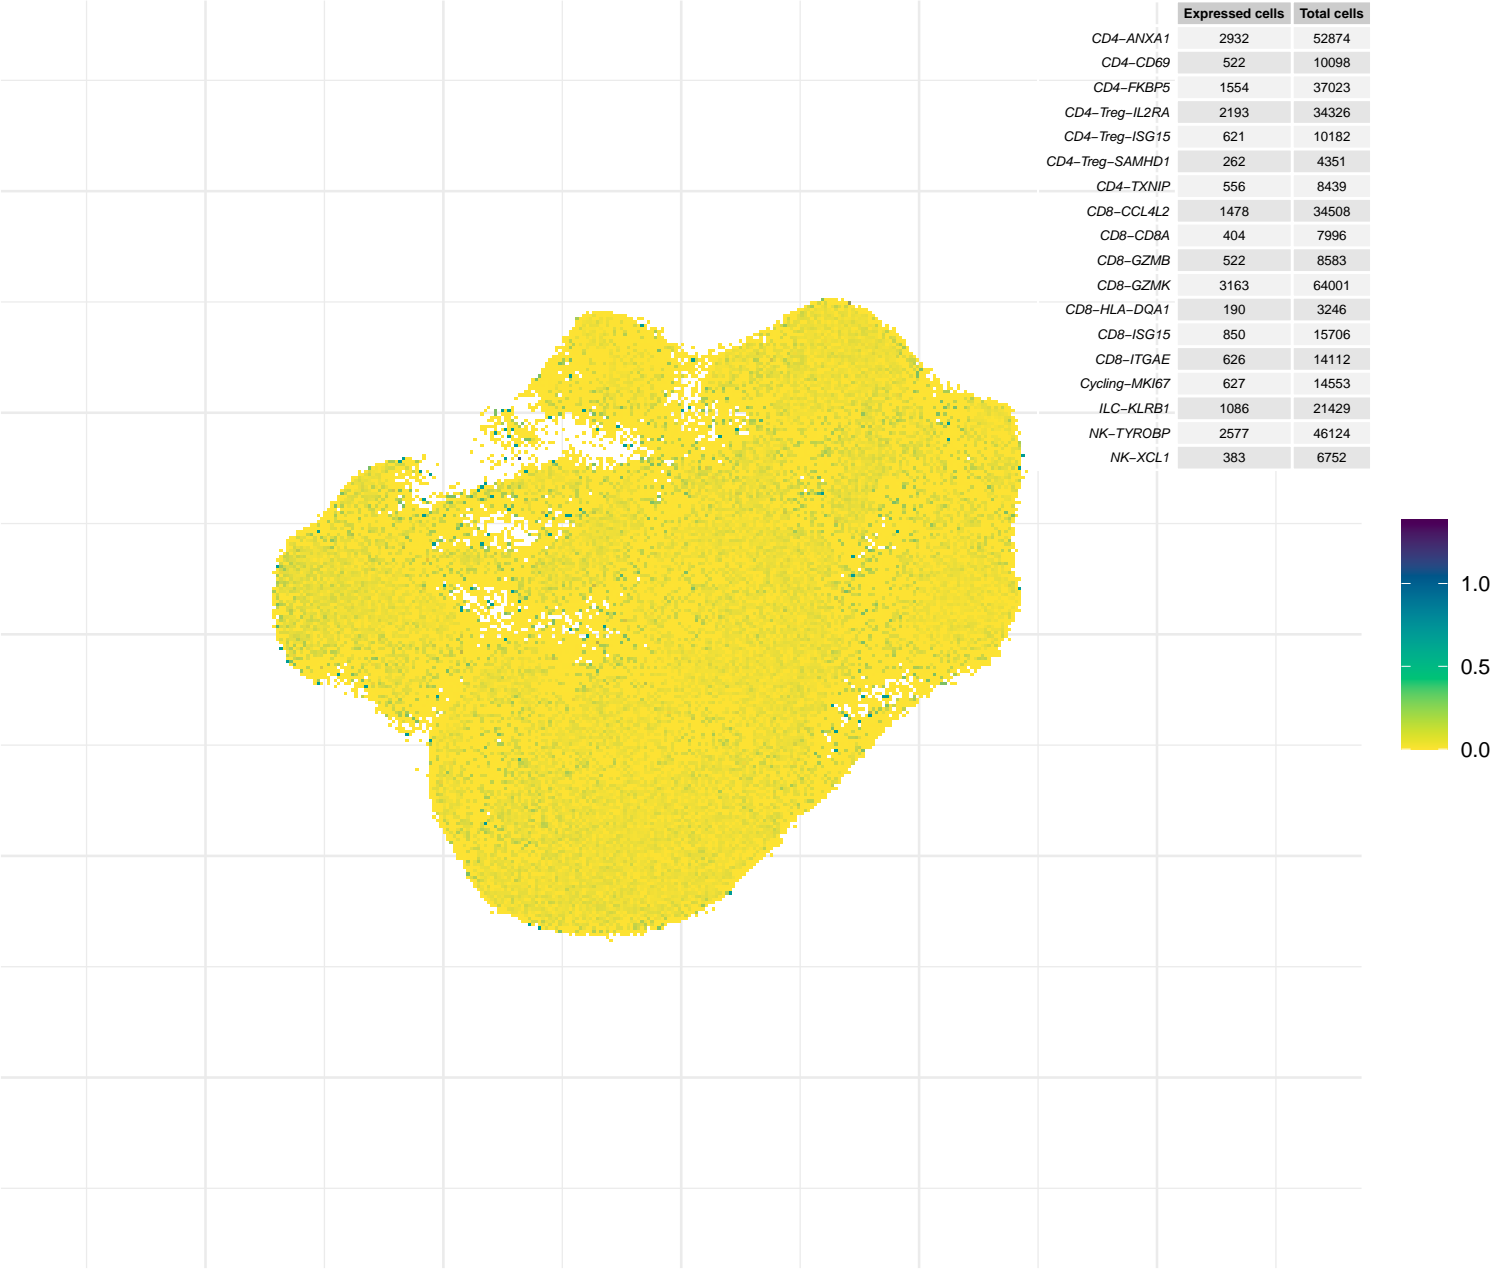 Expressed cells Total cells
CD4−ANXA1 2932 52874
CD4−CD69 522 10098
CD4−FKBP5 1554 37023
CD4−Treg−IL2RA 2193 34326
CD4−Treg−ISG15 621 10182
CD4−Treg−SAMHD1 262 4351
CD4−TXNIP 556 8439
CD8−CCL4L2 1478 34508
CD8−CD8A 404 7996
CD8−GZMB 522 8583
CD8−GZMK 3163 64001
CD8−HLA−DQA1 190 3246
CD8−ISG15 850 15706
CD8−ITGAE 626 14112
Cycling−MKI67 627 14553
ILC−KLRB1 1086 21429
NK−TYROBP 2577 46124
NK−XCL1 383 6752
1.0
0.5
0.0